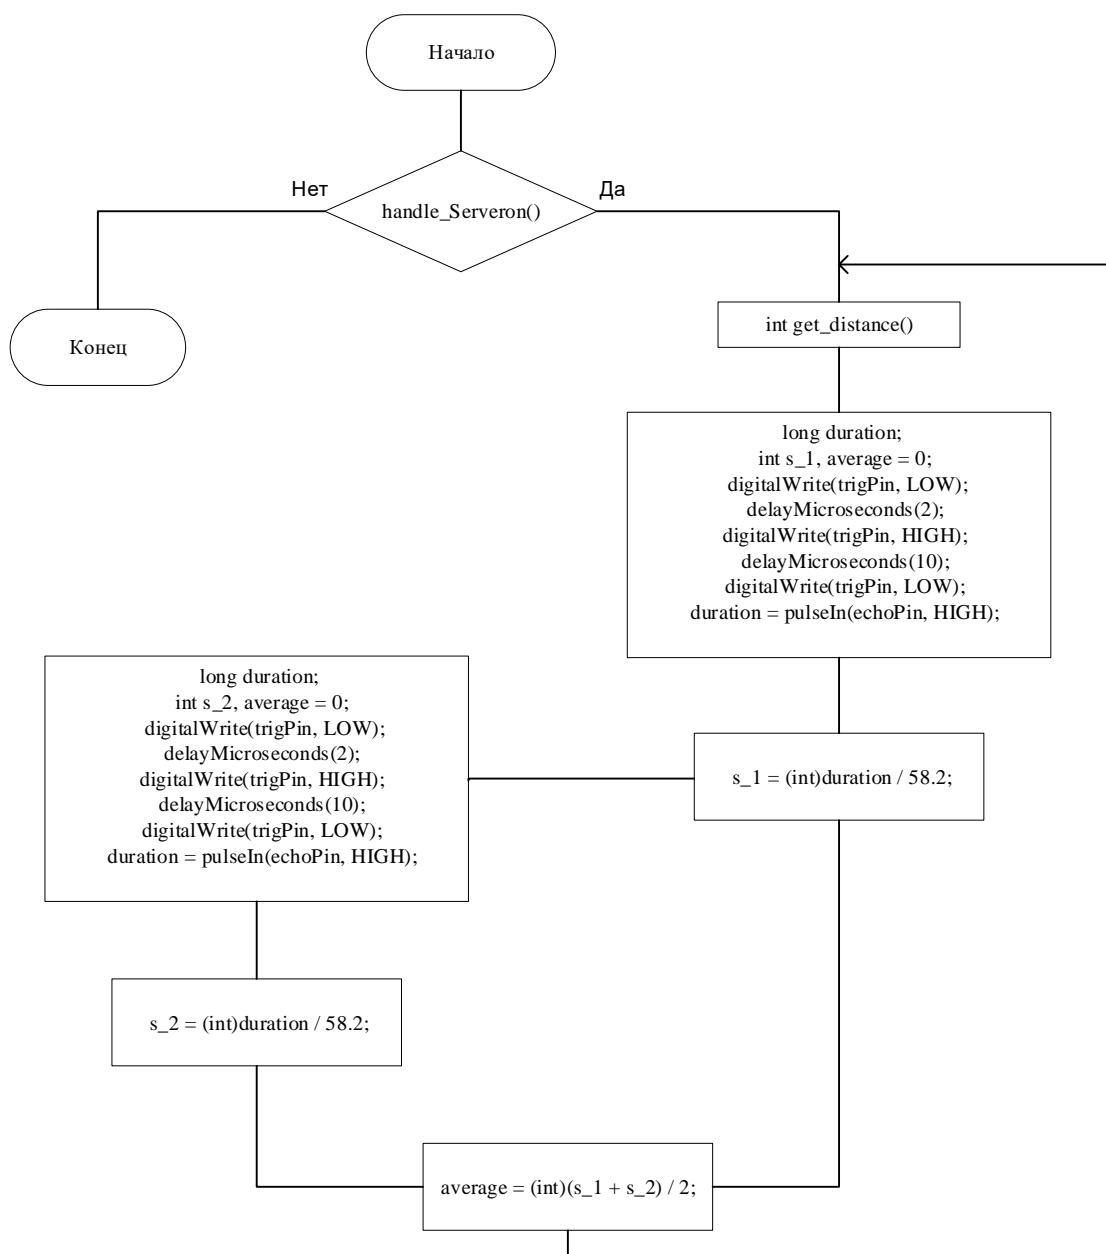 Начало
Нет
Да
handle_Serveron()
Конец
int get_distance()
long duration;
int s_1, average = 0;
digitalWrite(trigPin, LOW);
delayMicroseconds(2);
digitalWrite(trigPin, HIGH);
delayMicroseconds(10);
digitalWrite(trigPin, LOW);
duration = pulseIn(echoPin, HIGH);
s_1 = (int)duration / 58.2;
long duration;
int s_2, average = 0;
digitalWrite(trigPin, LOW);
delayMicroseconds(2);
digitalWrite(trigPin, HIGH);
delayMicroseconds(10);
digitalWrite(trigPin, LOW);
duration = pulseIn(echoPin, HIGH);
s_2 = (int)duration / 58.2;
average = (int)(s_1 + s_2) / 2;